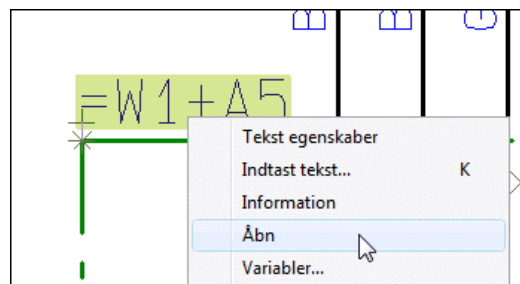 =W1+A5
Tekst egenskaber
Indtast tekst... K
Information
Åbn
Variabler...